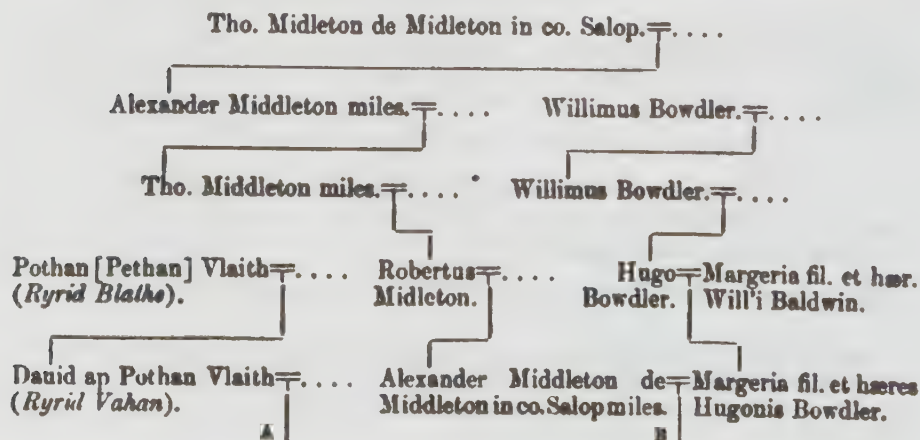 Tho. Midleton de Midleton in co. Salop.=....
Alexander Middleton miles.=.... Willimus Bowdler.=....
Tho. Middleton miles.=.... Willimus Bowdler.=....
Pothan [Pethan] Vlaith=.... Robertus=.... Hugo=Margeria fil. et hær.
(Ryrid Blathe). Midleton. Bowdler. Will'i Baldwin.
Dauid ap Pothan Vlaith=.... Alexander Middleton de=Margeria fil. et hæres
(Ryrid Vahan). Middleton in co. Salop miles. Hugonis Bowdler.
A B